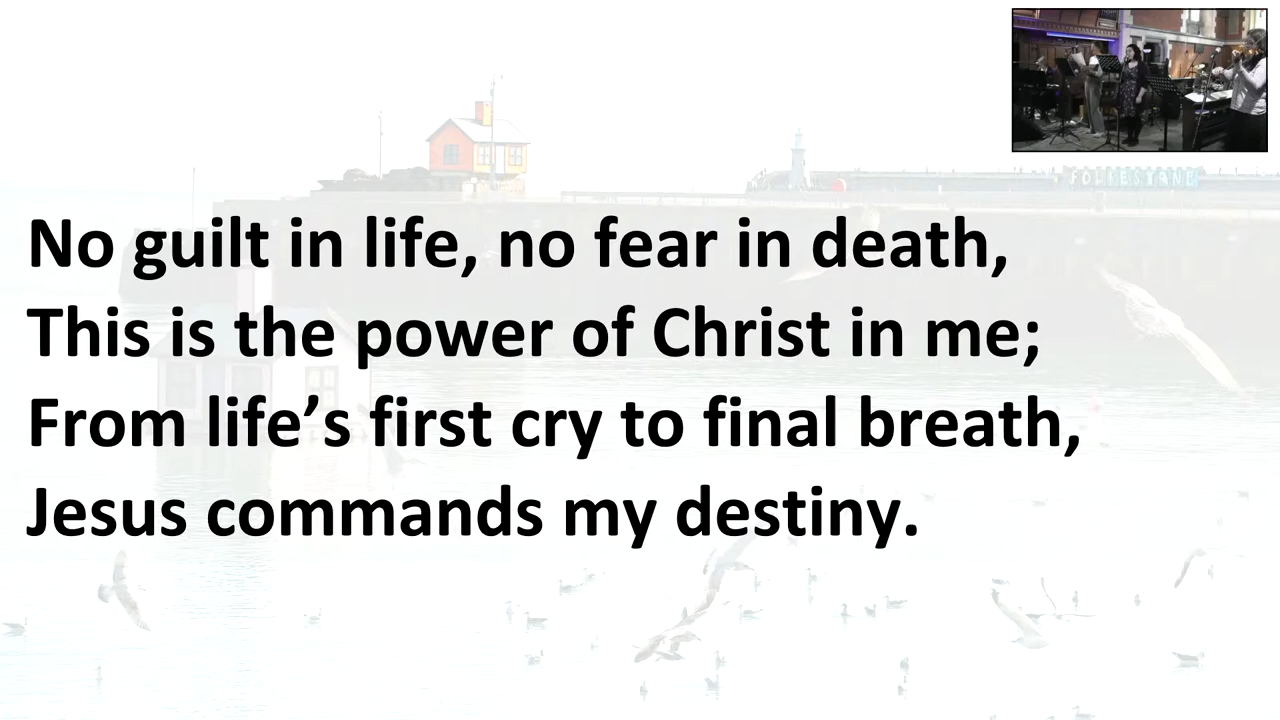 FOLKESTONE
No guilt in life, no fear in death,
This is the power of Christ in me;
From life’s first cry to final breath,
Jesus commands my destiny.